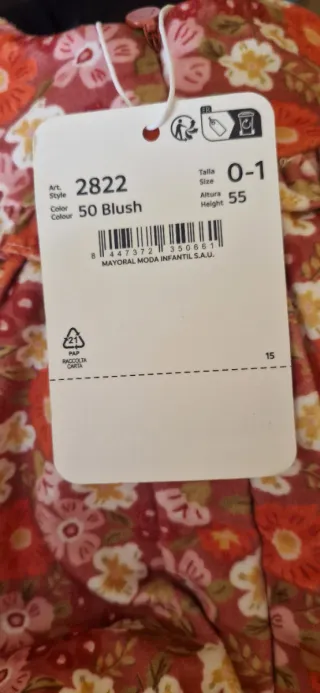 Art. Style 2822
Talla Size 0-1
Color Colour 50 Blush
Altura Height 55
8 447372 350661
MAYORAL MODA INFANTIL S.A.U.
21
PAP
RACCOLTA
CARTA
15